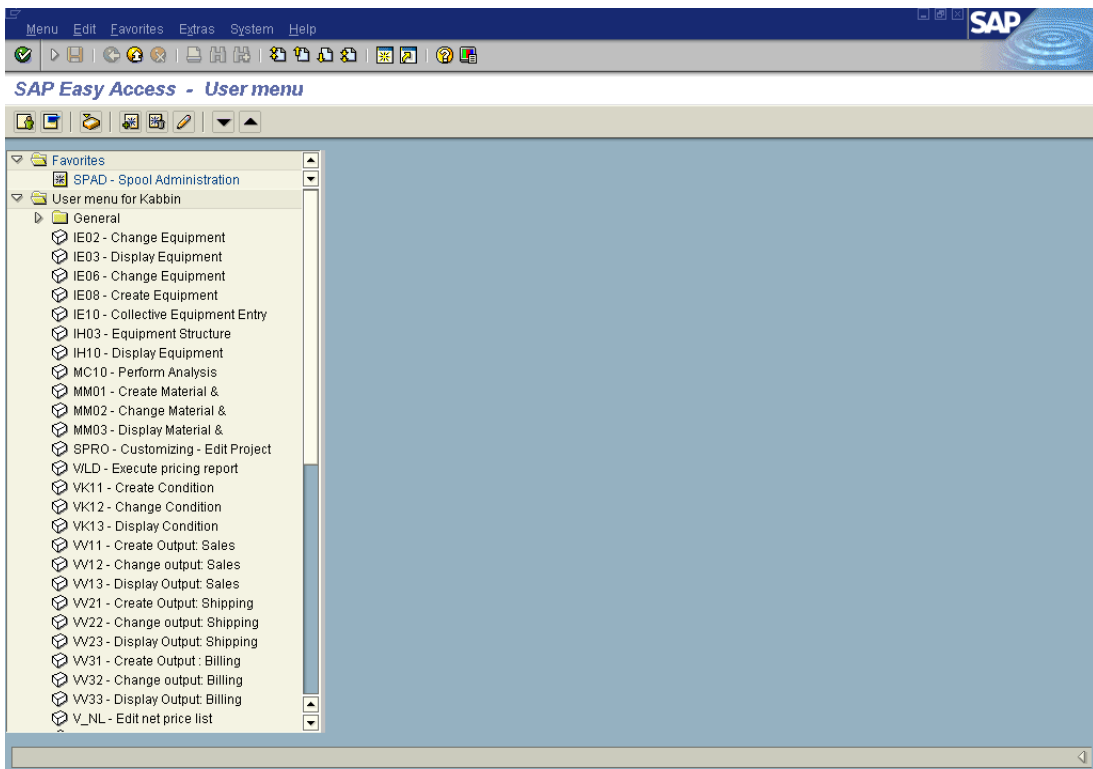 Menu Edit Favorites Extras System Help
SAP
SAP Easy Access - User menu
Favorites
SPAD - Spool Administration
User menu for Kabbin
General
IE02 - Change Equipment
IE03 - Display Equipment
IE06 - Change Equipment
IE08 - Create Equipment
IE10 - Collective Equipment Entry
IH03 - Equipment Structure
IH10 - Display Equipment
MC10 - Perform Analysis
MM01 - Create Material &
MM02 - Change Material &
MM03 - Display Material &
SPRO - Customizing - Edit Project
V/LD - Execute pricing report
VK11 - Create Condition
VK12 - Change Condition
VK13 - Display Condition
VV11 - Create Output: Sales
VV12 - Change output: Sales
VV13 - Display Output: Sales
VV21 - Create Output: Shipping
VV22 - Change output: Shipping
VV23 - Display Output: Shipping
VV31 - Create Output : Billing
VV32 - Change output: Billing
VV33 - Display Output: Billing
V_NL - Edit net price list